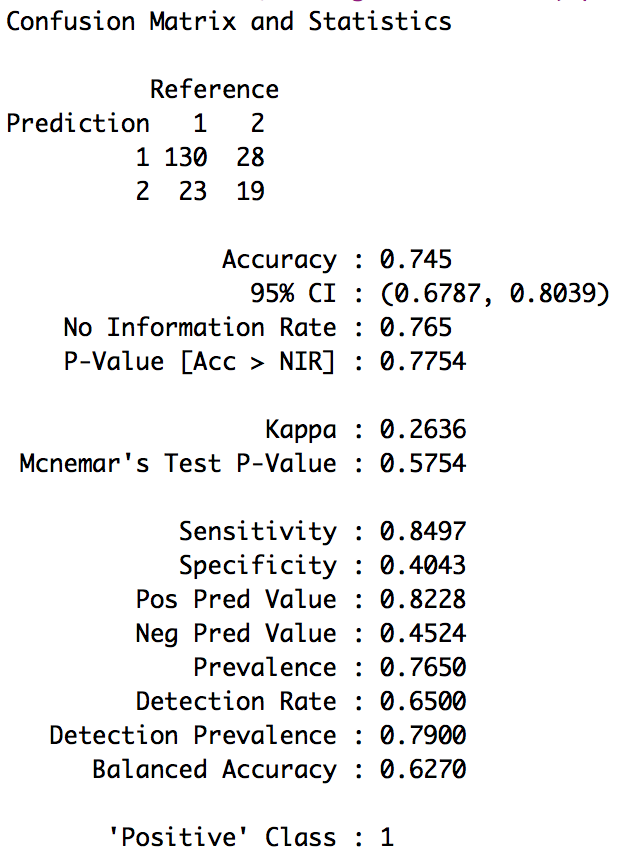 Confusion Matrix and Statistics
Reference
Prediction 1 2
1 130 28
2 23 19
Accuracy : 0.745
95% CI : (0.6787, 0.8039)
No Information Rate : 0.765
P-Value [Acc > NIR] : 0.7754
Kappa : 0.2636
Mcnemar's Test P-Value : 0.5754
Sensitivity : 0.8497
Specificity : 0.4043
Pos Pred Value : 0.8228
Neg Pred Value : 0.4524
Prevalence : 0.7650
Detection Rate : 0.6500
Detection Prevalence : 0.7900
Balanced Accuracy : 0.6270
'Positive' Class : 1